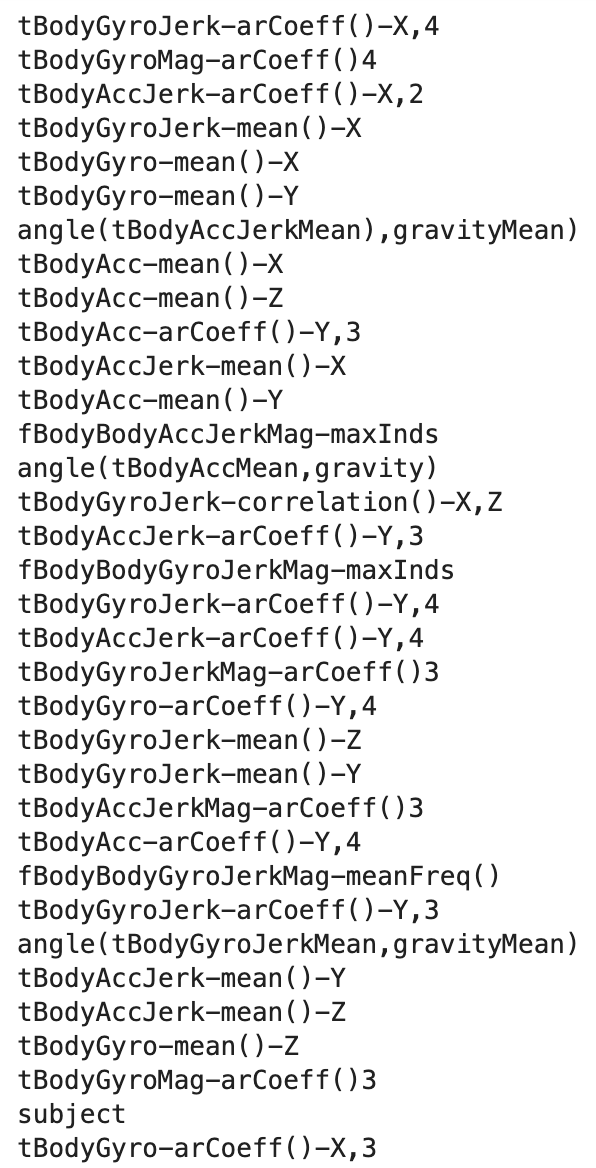 tBodyGyroJerk-arCoeff()-X,4
tBodyGyroMag-arCoeff()4
tBodyAccJerk-arCoeff()-X,2
tBodyGyroJerk-mean()-X
tBodyGyro-mean()-X
tBodyGyro-mean()-Y
angle(tBodyAccJerkMean),gravityMean)
tBodyAcc-mean()-X
tBodyAcc-mean()-Z
tBodyAcc-arCoeff()-Y,3
tBodyAccJerk-mean()-X
tBodyAcc-mean()-Y
fBodyBodyAccJerkMag-maxInds
angle(tBodyAccMean,gravity)
tBodyGyroJerk-correlation()-X,Z
tBodyAccJerk-arCoeff()-Y,3
fBodyBodyGyroJerkMag-maxInds
tBodyGyroJerk-arCoeff()-Y,4
tBodyAccJerk-arCoeff()-Y,4
tBodyGyroJerkMag-arCoeff()3
tBodyGyro-arCoeff()-Y,4
tBodyGyroJerk-mean()-Z
tBodyGyroJerk-mean()-Y
tBodyAccJerkMag-arCoeff()3
tBodyAcc-arCoeff()-Y,4
fBodyBodyGyroJerkMag-meanFreq()
tBodyGyroJerk-arCoeff()-Y,3
angle(tBodyGyroJerkMean,gravityMean)
tBodyAccJerk-mean()-Y
tBodyAccJerk-mean()-Z
tBodyGyro-mean()-Z
tBodyGyroMag-arCoeff()3
subject
tBodyGyro-arCoeff()-X,3